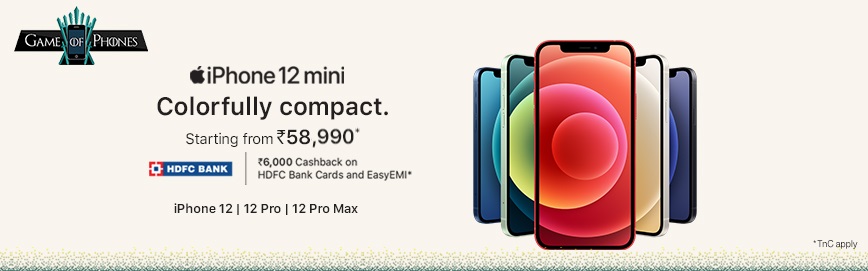 GAME OF PHONES
iPhone 12 mini
Colorfully compact.
Starting from ₹58,990*
HDFC BANK
₹6,000 Cashback on
HDFC Bank Cards and EasyEMI*
iPhone 12 | 12 Pro | 12 Pro Max
*TnC apply